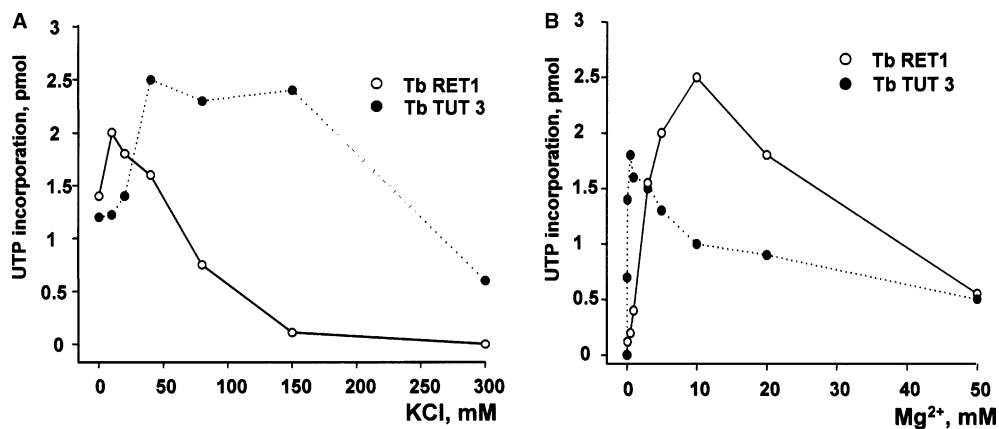 A
UTP incorporation, pmol
3
2.5
2
1.5
1
0.5
0
Tb RET1
Tb TUT 3
0 50 100 150 200 250 300
KCl, mM
B
UTP incorporation, pmol
3
2.5
2
1.5
1
0.5
0
Tb RET1
Tb TUT 3
0 10 20 30 40 50
Mg²⁺, mM